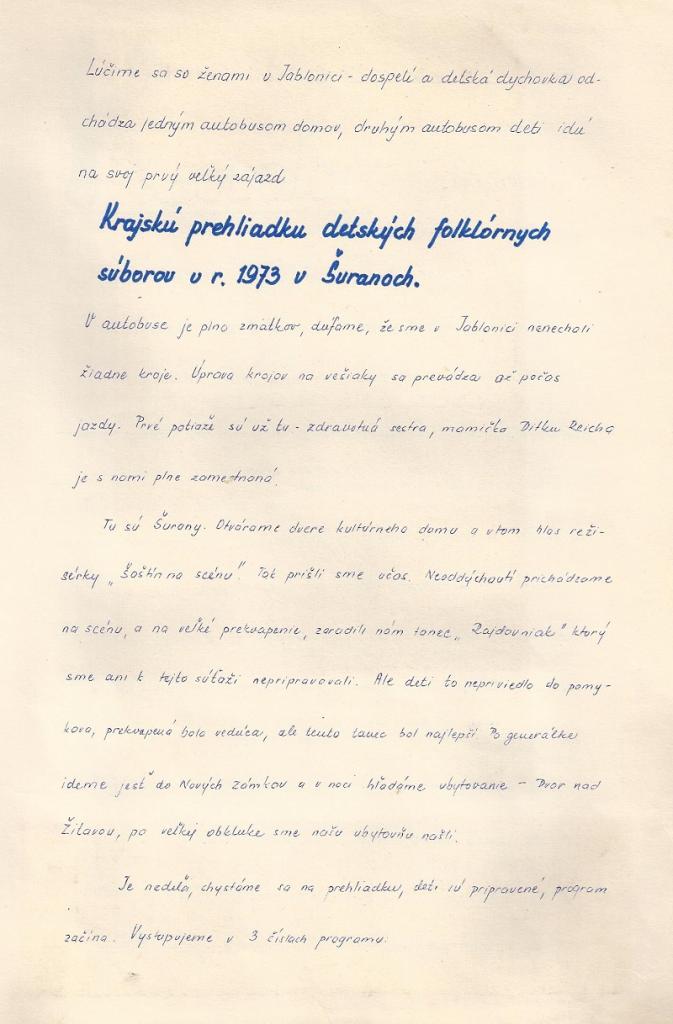 Lúčime sa so ženami v Jablonici - dospelí a detská dychovka od-
chádza jedným autobusom domov, druhým autobusom deti idú
na svoj prvý veľký zájazd
Krajskú prehliadku detských folklórnych
súborov v r. 1973 v Šuranoch.
V autobuse je plno zmätkov, dúfame, že sme v Jablonici nenechali
žiadne kroje. Úprava krojov na vešiaky sa prevádza až počas
jazdy. Prvé potiaže sú už tu - zdravotná sestra, mamička Ditku Reicha
je s nami plne zamestnaná.
Tu sú Šurany. Otvárame dvere kultúrneho domu a vtom hlas reži-
sérky „Šaštín na scénu". Tak prišli sme včas. Neoddýchnutí prichádzame
na scénu, a na veľké prekvapenie, zaradili nám tanec „Rajdovniak" ktorý
sme ani k tejto súťaži nepripravovali. Ale deti to nepriviedlo do pomy-
kova, prekvapená bola vedúca, ale tento tanec bol najlepší. Po generálke
ideme jesť do Nových Zámkov a v noci hľadáme ubytovanie - Dvor nad
Žitavou, po veľkej obkľuke sme našu ubytovňu našli.
Je nedeľa, chystáme sa na prehliadku, deti sú pripravené, program
začína. Vystupujeme v 3 číslach programu: